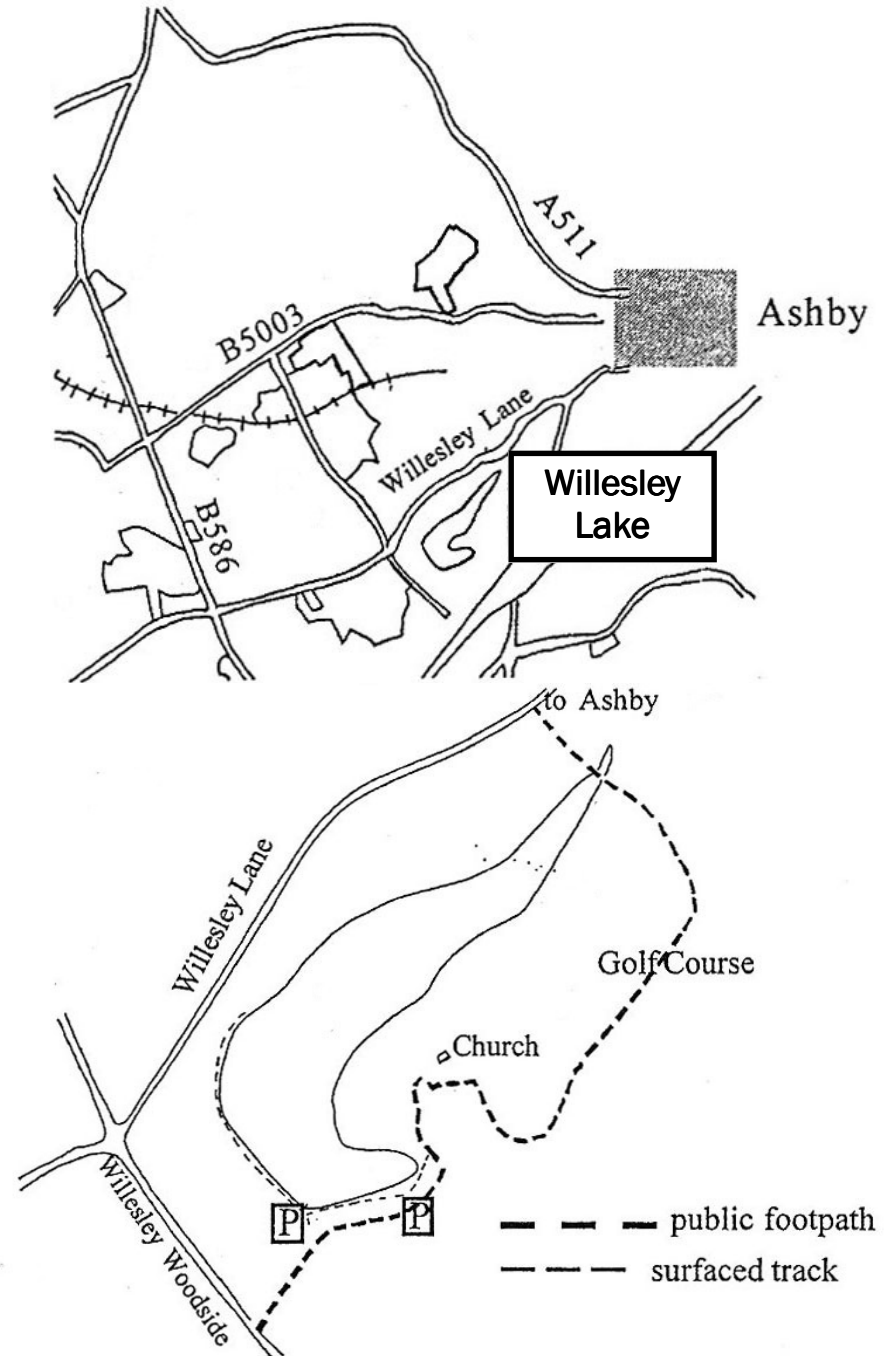 A511
Ashby
B5003
Willesley Lane
Willesley
Lake
B586
to Ashby
Willesley Lane
Golf Course
Church
Willesley Woodside
P
P
public footpath
surfaced track